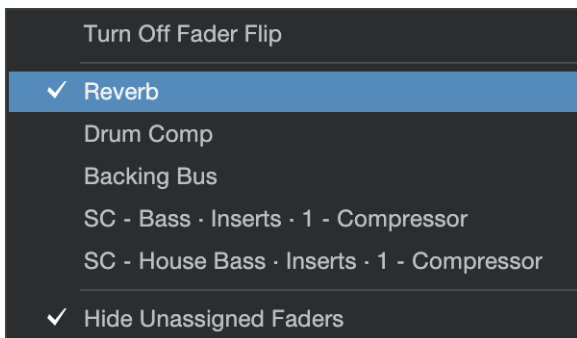 Turn Off Fader Flip
✓ Reverb
Drum Comp
Backing Bus
SC - Bass · Inserts · 1 - Compressor
SC - House Bass · Inserts · 1 - Compressor
✓ Hide Unassigned Faders